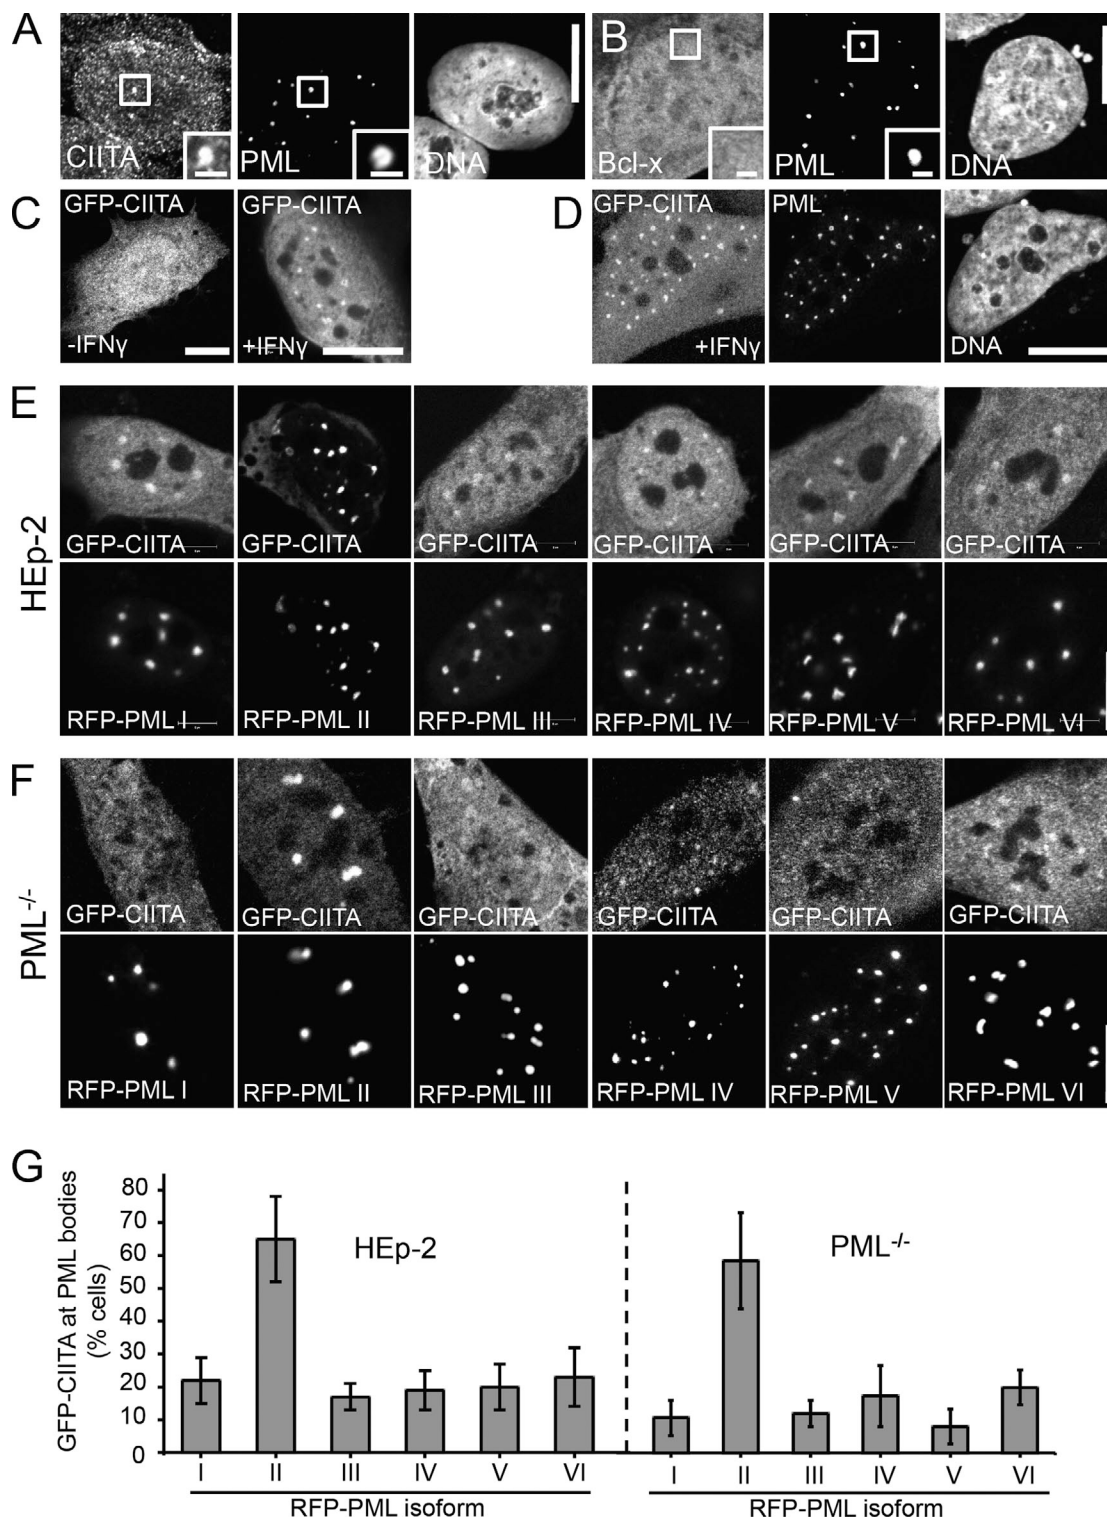 A
CIITA PML DNA
B
Bcl-x PML DNA
C
GFP-CIITA GFP-CIITA
-IFNγ +IFNγ
D
GFP-CIITA PML
+IFNγ DNA
E
HEp-2
GFP-CIITA GFP-CIITA GFP-CIITA GFP-CIITA GFP-CIITA GFP-CIITA
RFP-PML I RFP-PML II RFP-PML III RFP-PML IV RFP-PML V RFP-PML VI
F
PML-/-
GFP-CIITA GFP-CIITA GFP-CIITA GFP-CIITA GFP-CIITA GFP-CIITA
RFP-PML I RFP-PML II RFP-PML III RFP-PML IV RFP-PML V RFP-PML VI
G
GFP-CIITA at PML bodies
(% cells)
80
70
60
50
40
30
20
10
0
HEp-2
PML-/-
I II III IV V VI
RFP-PML isoform
I II III IV V VI
RFP-PML isoform